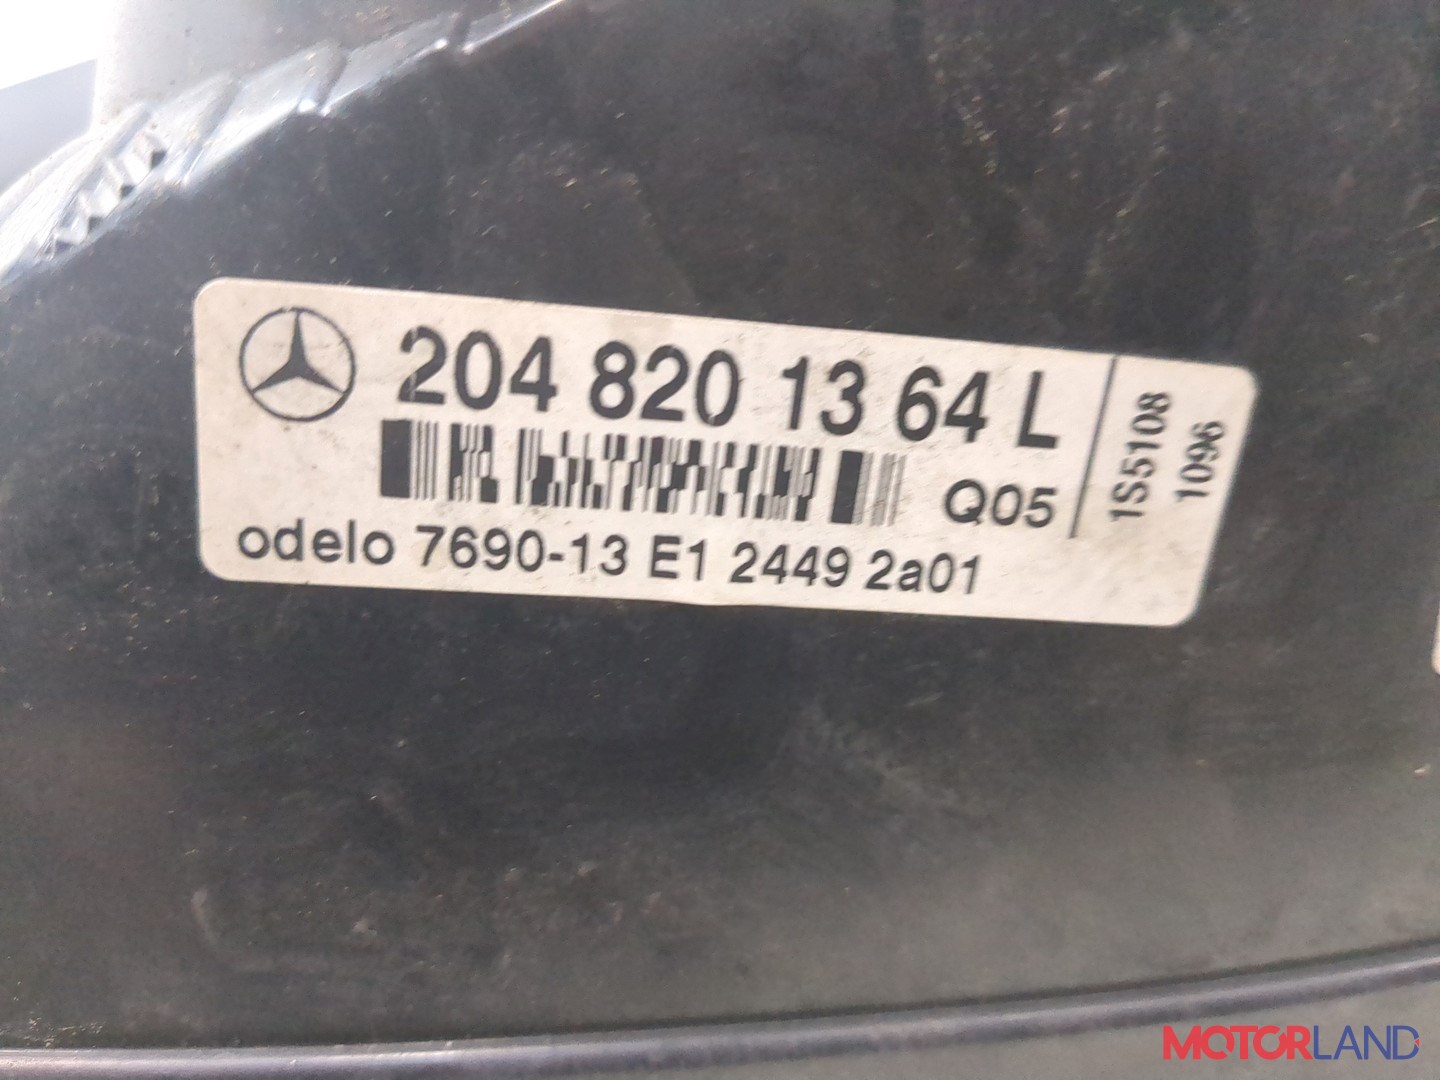 204 820 13 64 L
Q05
odelo 7690-13 E1 2449 2a01
1S5108
1096
MOTORLAND